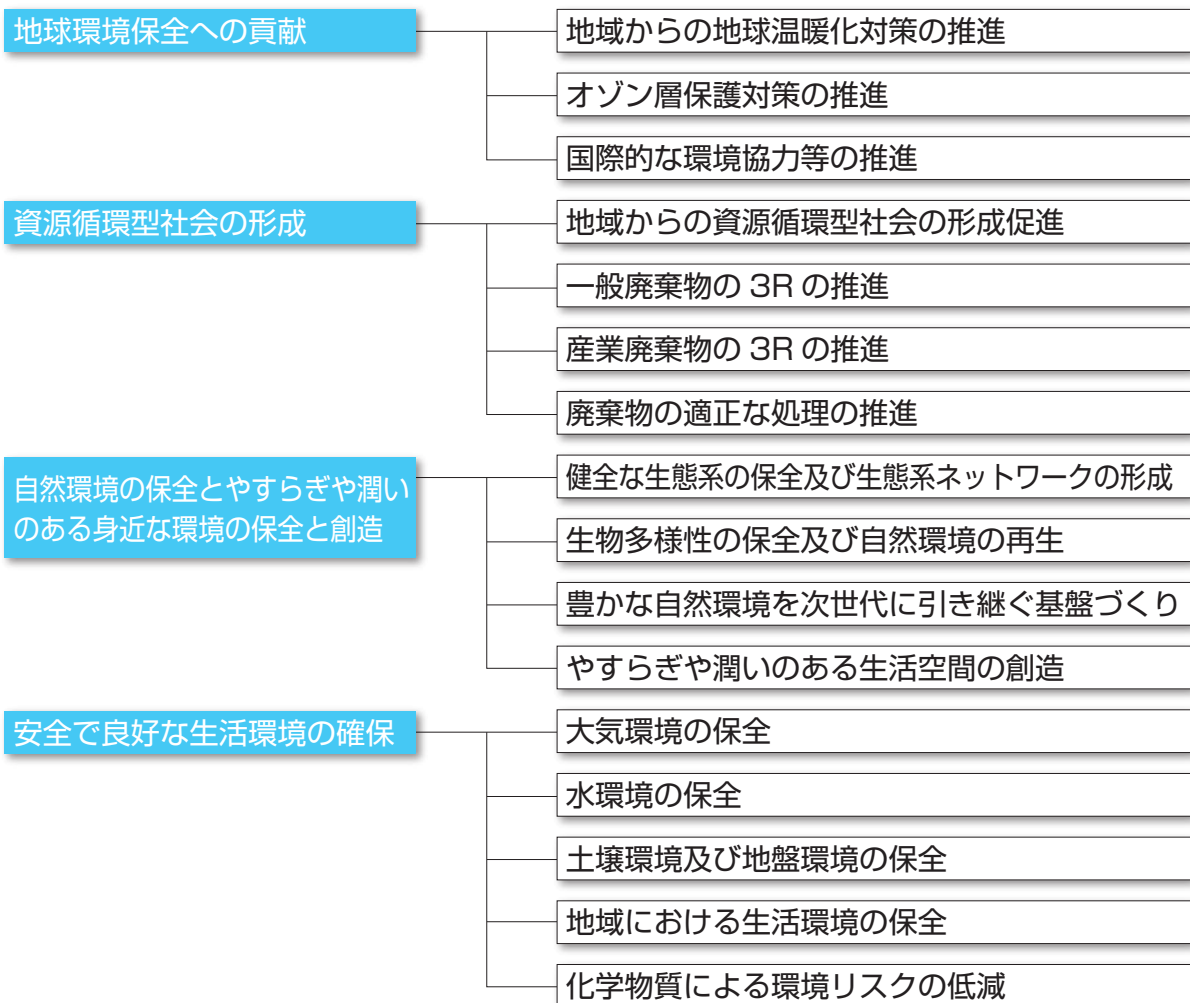 地球環境保全への貢献
地域からの地球温暖化対策の推進
オゾン層保護対策の推進
国際的な環境協力等の推進
資源循環型社会の形成
地域からの資源循環型社会の形成促進
一般廃棄物の 3R の推進
産業廃棄物の 3R の推進
廃棄物の適正な処理の推進
自然環境の保全とやすらぎや潤い
のある身近な環境の保全と創造
健全な生態系の保全及び生態系ネットワークの形成
生物多様性の保全及び自然環境の再生
豊かな自然環境を次世代に引き継ぐ基盤づくり
やすらぎや潤いのある生活空間の創造
安全で良好な生活環境の確保
大気環境の保全
水環境の保全
土壌環境及び地盤環境の保全
地域における生活環境の保全
化学物質による環境リスクの低減